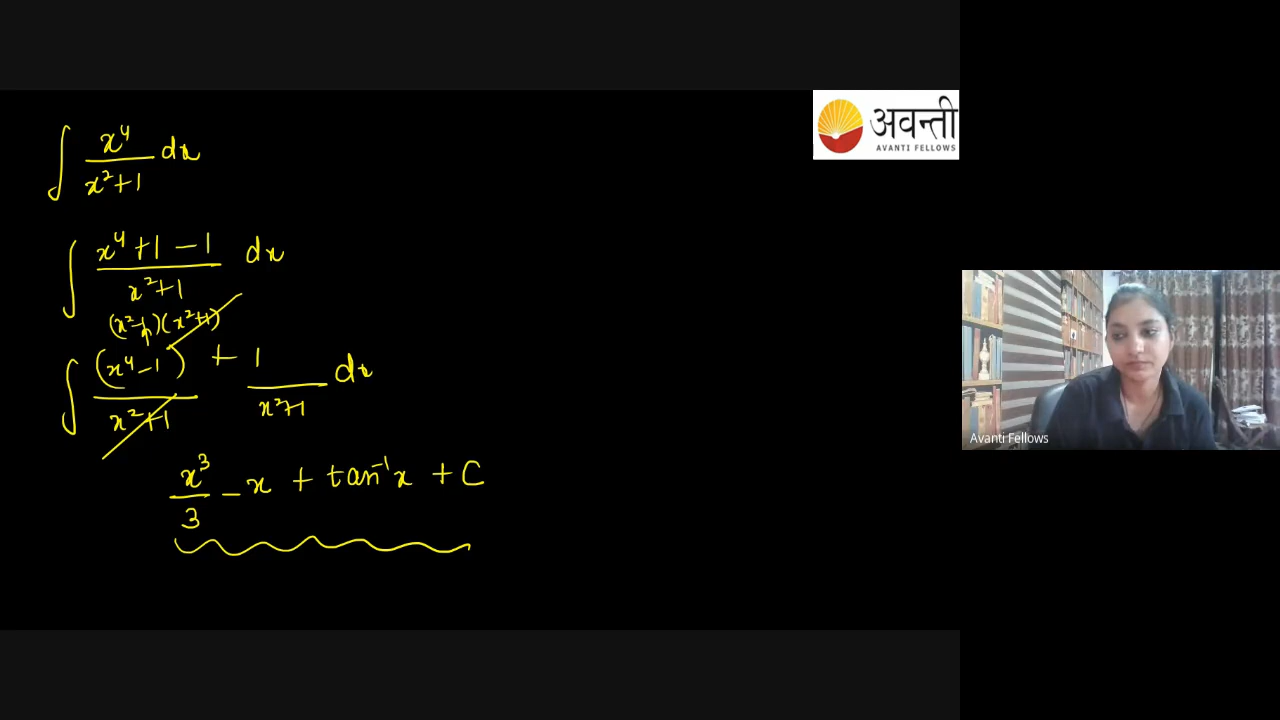 ∫ x⁴/(x²+1) dx
∫ (x⁴+1−1)/(x²+1) dx
(x²−1)(x²+1)
∫ (x⁴−1)/(x²+1) + 1/(x²+1) dx
x³/3 − x + tan⁻¹x + C
अवन्ती
AVANTI FELLOWS
Avanti Fellows